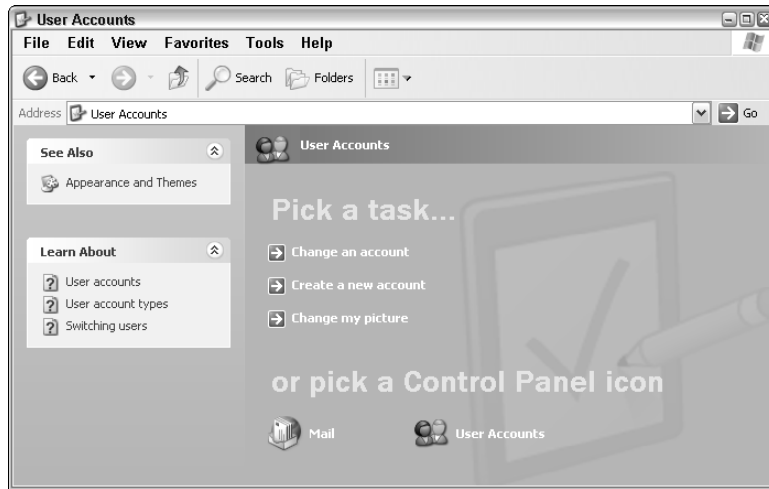 User Accounts
File Edit View Favorites Tools Help
Back Search Folders
Address User Accounts Go
See Also
Appearance and Themes
Learn About
User accounts
User account types
Switching users
User Accounts
Pick a task...
Change an account
Create a new account
Change my picture
or pick a Control Panel icon
Mail User Accounts